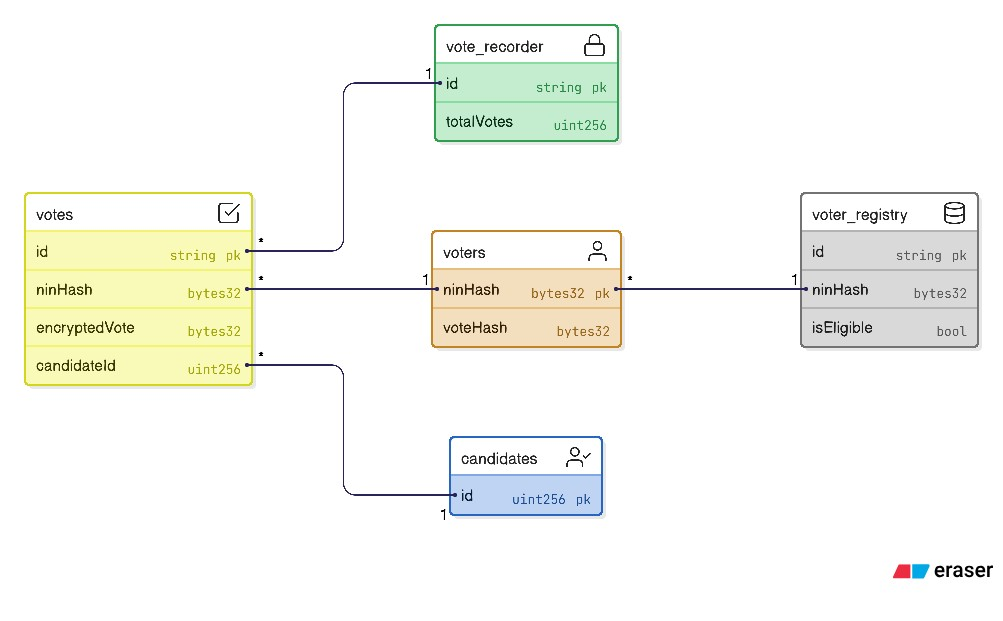 vote_recorder
1
id string pk
totalVotes uint256
votes
id string pk
*
ninHash bytes32
*
encryptedVote bytes32
candidateId uint256
*
voters
1
ninHash bytes32 pk
*
voteHash bytes32
voter_registry
id string pk
1
ninHash bytes32
isEligible bool
candidates
id uint256 pk
1
eraser